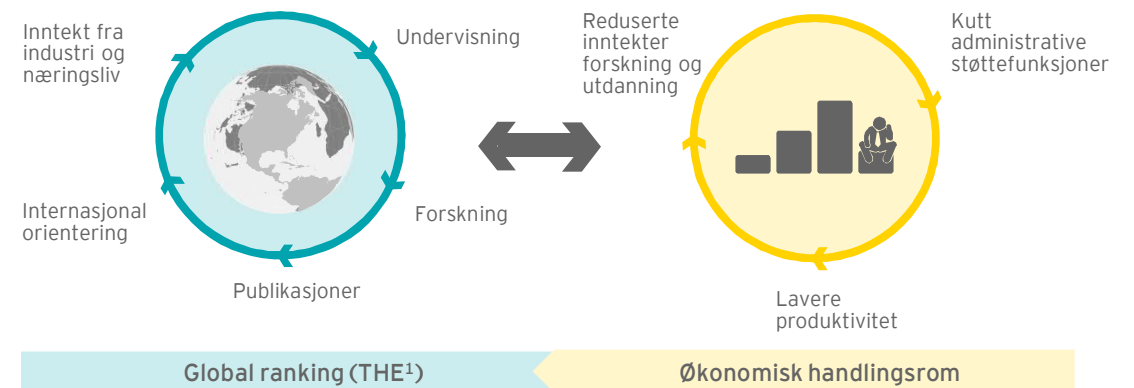 Inntekt fra
industri og
næringsliv
Undervisning
Internasjonal
orientering
Forskning
Publikasjoner
Reduserte
inntekter
forskning og
utdanning
Kutt
administrative
støttefunksjoner
Lavere
produktivitet
Global ranking (THE¹)
Økonomisk handlingsrom